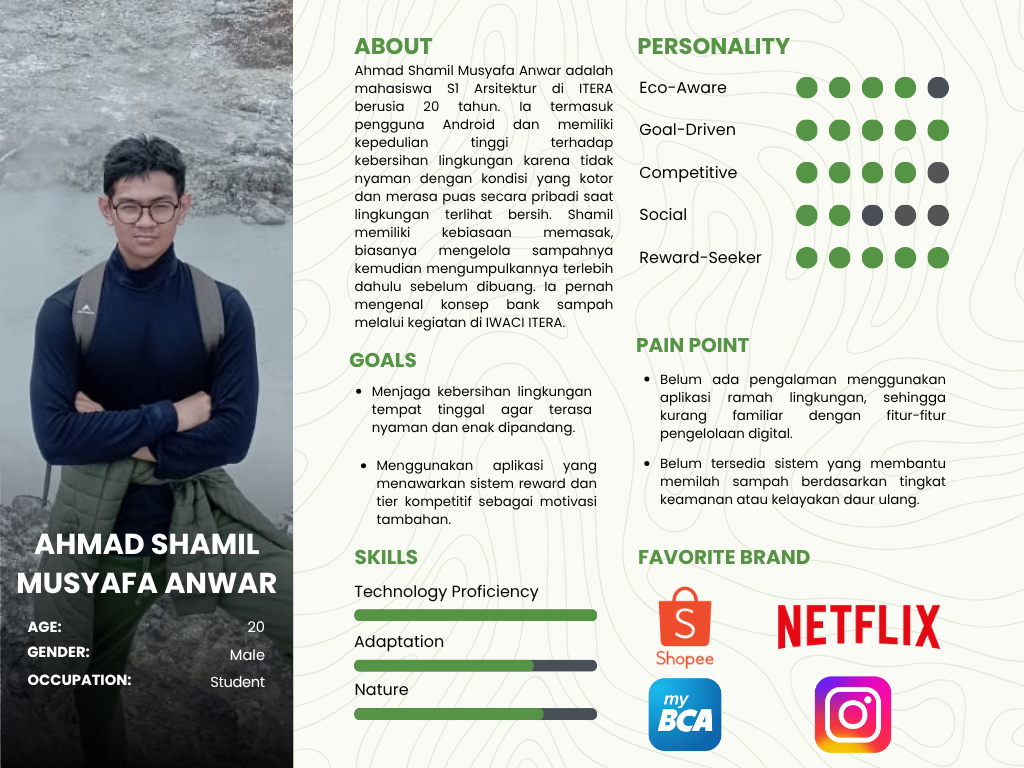 AHMAD SHAMIL
MUSYAFA ANWAR
AGE: 20
GENDER: Male
OCCUPATION: Student
ABOUT
Ahmad Shamil Musyafa Anwar adalah
mahasiswa S1 Arsitektur di ITERA
berusia 20 tahun. Ia termasuk
pengguna Android dan memiliki
kepedulian tinggi terhadap
kebersihan lingkungan karena tidak
nyaman dengan kondisi yang kotor
dan merasa puas secara pribadi saat
lingkungan terlihat bersih. Shamil
memiliki kebiasaan memasak,
biasanya mengelola sampahnya
kemudian mengumpulkannya terlebih
dahulu sebelum dibuang. Ia pernah
mengenal konsep bank sampah
melalui kegiatan di IWACI ITERA.
GOALS
• Menjaga kebersihan lingkungan
tempat tinggal agar terasa
nyaman dan enak dipandang.
• Menggunakan aplikasi yang
menawarkan sistem reward dan
tier kompetitif sebagai motivasi
tambahan.
SKILLS
Technology Proficiency
Adaptation
Nature
PERSONALITY
Eco-Aware
Goal-Driven
Competitive
Social
Reward-Seeker
PAIN POINT
• Belum ada pengalaman menggunakan
aplikasi ramah lingkungan, sehingga
kurang familiar dengan fitur-fitur
pengelolaan digital.
• Belum tersedia sistem yang membantu
memilah sampah berdasarkan tingkat
keamanan atau kelayakan daur ulang.
FAVORITE BRAND
S
Shopee
NETFLIX
my
BCA